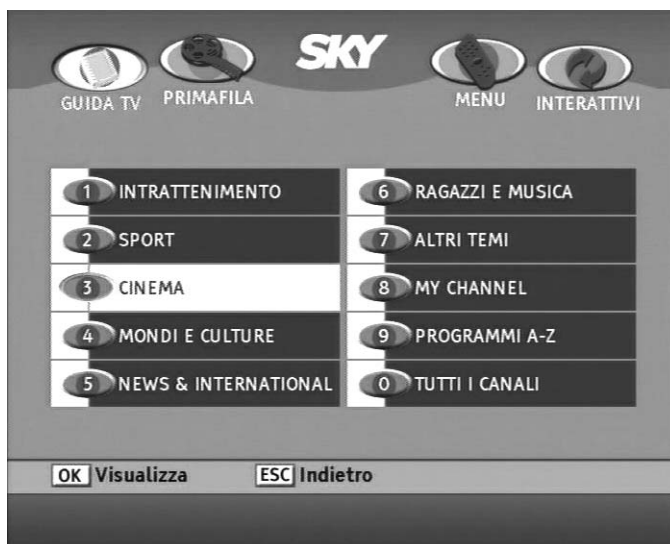 SKY
GUIDA TV
PRIMAFILA
MENU
INTERATTIVI
1 INTRATTENIMENTO
2 SPORT
3 CINEMA
4 MONDI E CULTURE
5 NEWS & INTERNATIONAL
6 RAGAZZI E MUSICA
7 ALTRI TEMI
8 MY CHANNEL
9 PROGRAMMI A-Z
0 TUTTI I CANALI
OK Visualizza ESC Indietro